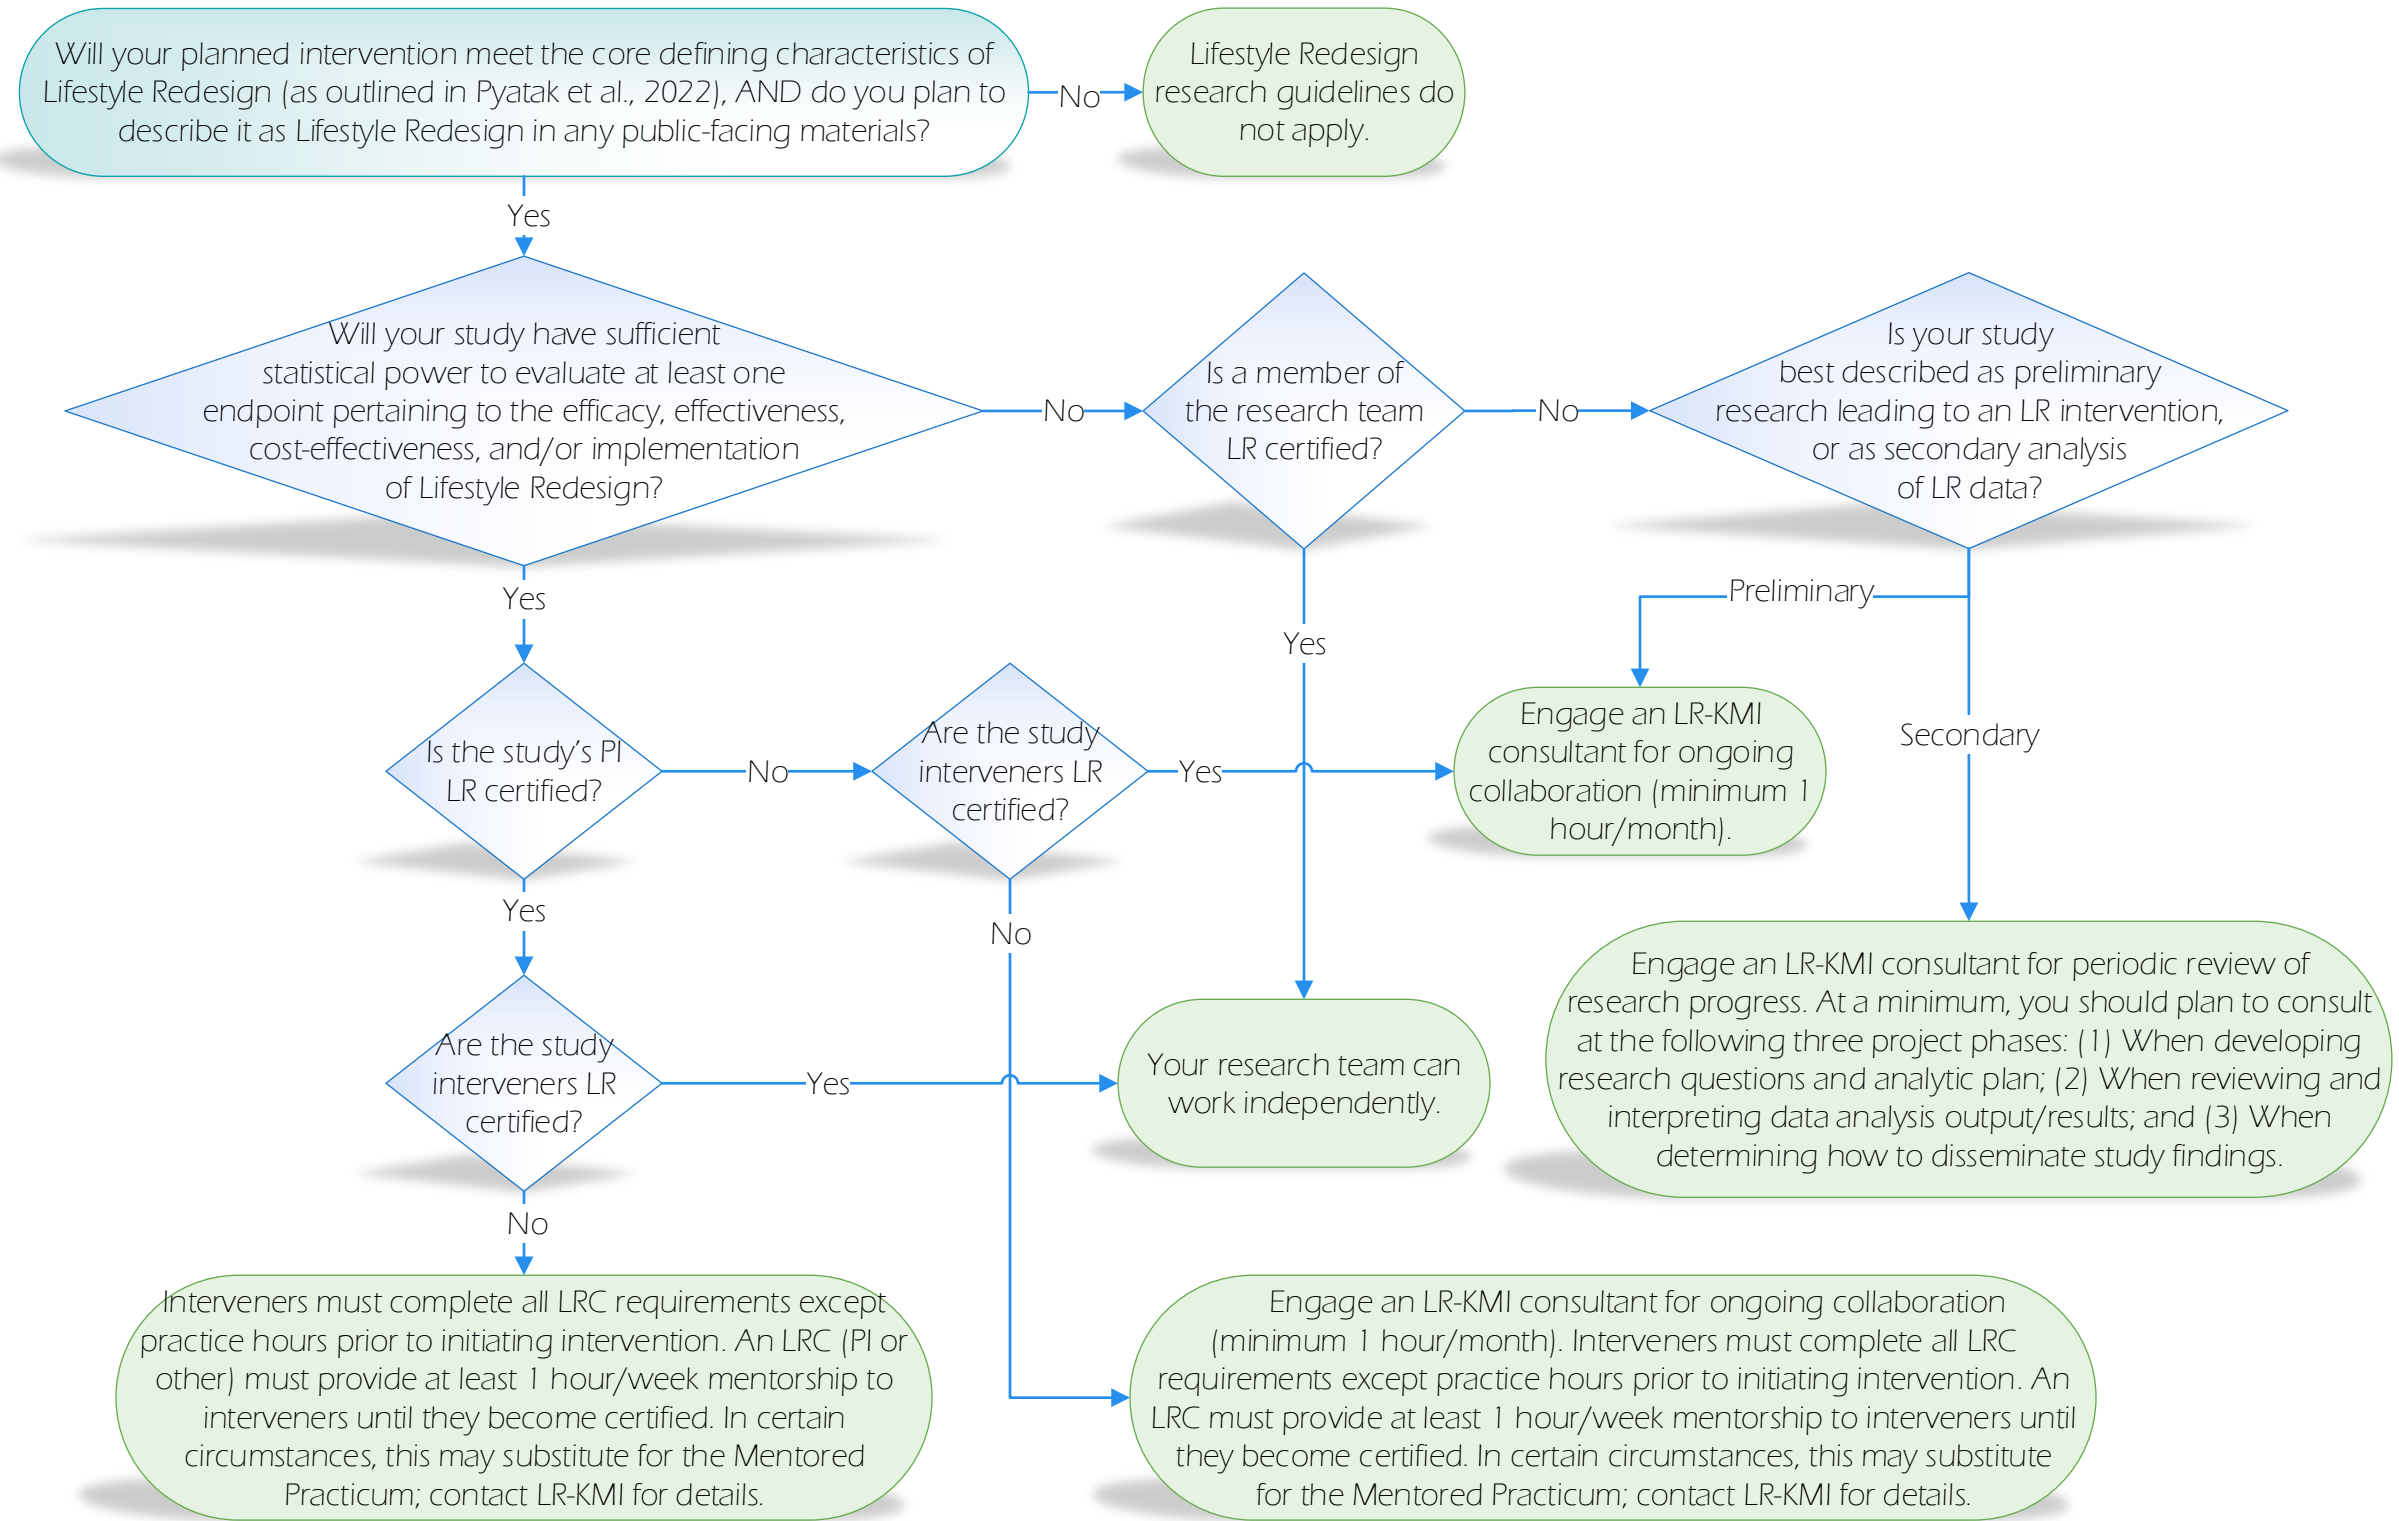 Will your planned intervention meet the core defining characteristics of
Lifestyle Redesign (as outlined in Pyatak et al., 2022), AND do you plan to
describe it as Lifestyle Redesign in any public-facing materials?
No
Lifestyle Redesign
research guidelines do
not apply.
Yes
Will your study have sufficient
statistical power to evaluate at least one
endpoint pertaining to the efficacy, effectiveness,
cost-effectiveness, and/or implementation
of Lifestyle Redesign?
No
Is a member of
the research team
LR certified?
No
Is your study
best described as preliminary
research leading to an LR intervention,
or as secondary analysis
of LR data?
Yes
Yes
Preliminary
Secondary
Is the study's PI
LR certified?
No
Are the study
interveners LR
certified?
Yes
Engage an LR-KMI
consultant for ongoing
collaboration (minimum 1
hour/month).
Yes
No
Are the study
interveners LR
certified?
Yes
Your research team can
work independently.
Engage an LR-KMI consultant for periodic review of
research progress. At a minimum, you should plan to consult
at the following three project phases: (1) When developing
research questions and analytic plan; (2) When reviewing and
interpreting data analysis output/results; and (3) When
determining how to disseminate study findings.
No
Interveners must complete all LRC requirements except
practice hours prior to initiating intervention. An LRC (PI or
other) must provide at least 1 hour/week mentorship to
interveners until they become certified. In certain
circumstances, this may substitute for the Mentored
Practicum; contact LR-KMI for details.
Engage an LR-KMI consultant for ongoing collaboration
(minimum 1 hour/month). Interveners must complete all LRC
requirements except practice hours prior to initiating intervention. An
LRC must provide at least 1 hour/week mentorship to interveners until
they become certified. In certain circumstances, this may substitute
for the Mentored Practicum; contact LR-KMI for details.